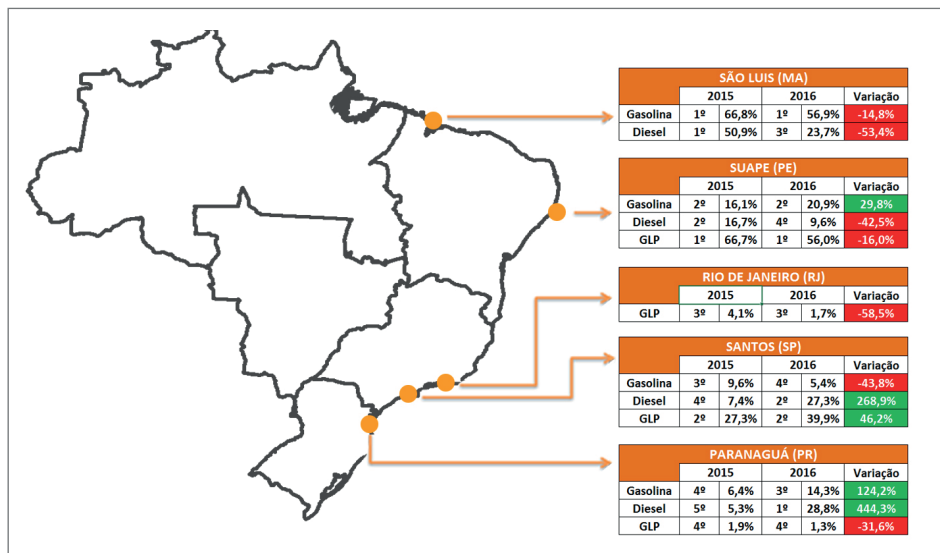 SÃO LUIS (MA)
2015 2016 Variação
Gasolina 1º 66,8% 1º 56,9% -14,8%
Diesel 1º 50,9% 3º 23,7% -53,4%
SUAPE (PE)
2015 2016 Variação
Gasolina 2º 16,1% 2º 20,9% 29,8%
Diesel 2º 16,7% 4º 9,6% -42,5%
GLP 1º 66,7% 1º 56,0% -16,0%
RIO DE JANEIRO (RJ)
2015 2016 Variação
GLP 3º 4,1% 3º 1,7% -58,5%
SANTOS (SP)
2015 2016 Variação
Gasolina 3º 9,6% 4º 5,4% -43,8%
Diesel 4º 7,4% 2º 27,3% 268,9%
GLP 2º 27,3% 2º 39,9% 46,2%
PARANAGUÁ (PR)
2015 2016 Variação
Gasolina 4º 6,4% 3º 14,3% 124,2%
Diesel 5º 5,3% 1º 28,8% 444,3%
GLP 4º 1,9% 4º 1,3% -31,6%